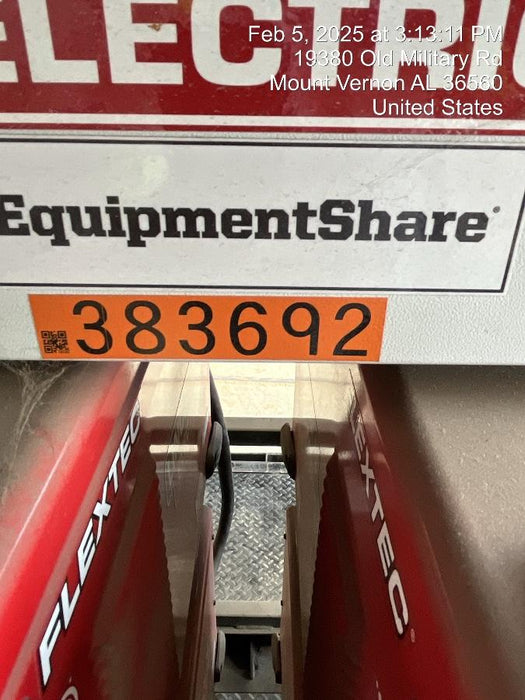 ELECTRIC
Feb 5, 2025 at 3:13:11 PM
19380 Old Military Rd
Mount Vernon AL 36560
United States
EquipmentShare
383692
FLEXTEC
FLEXTEC